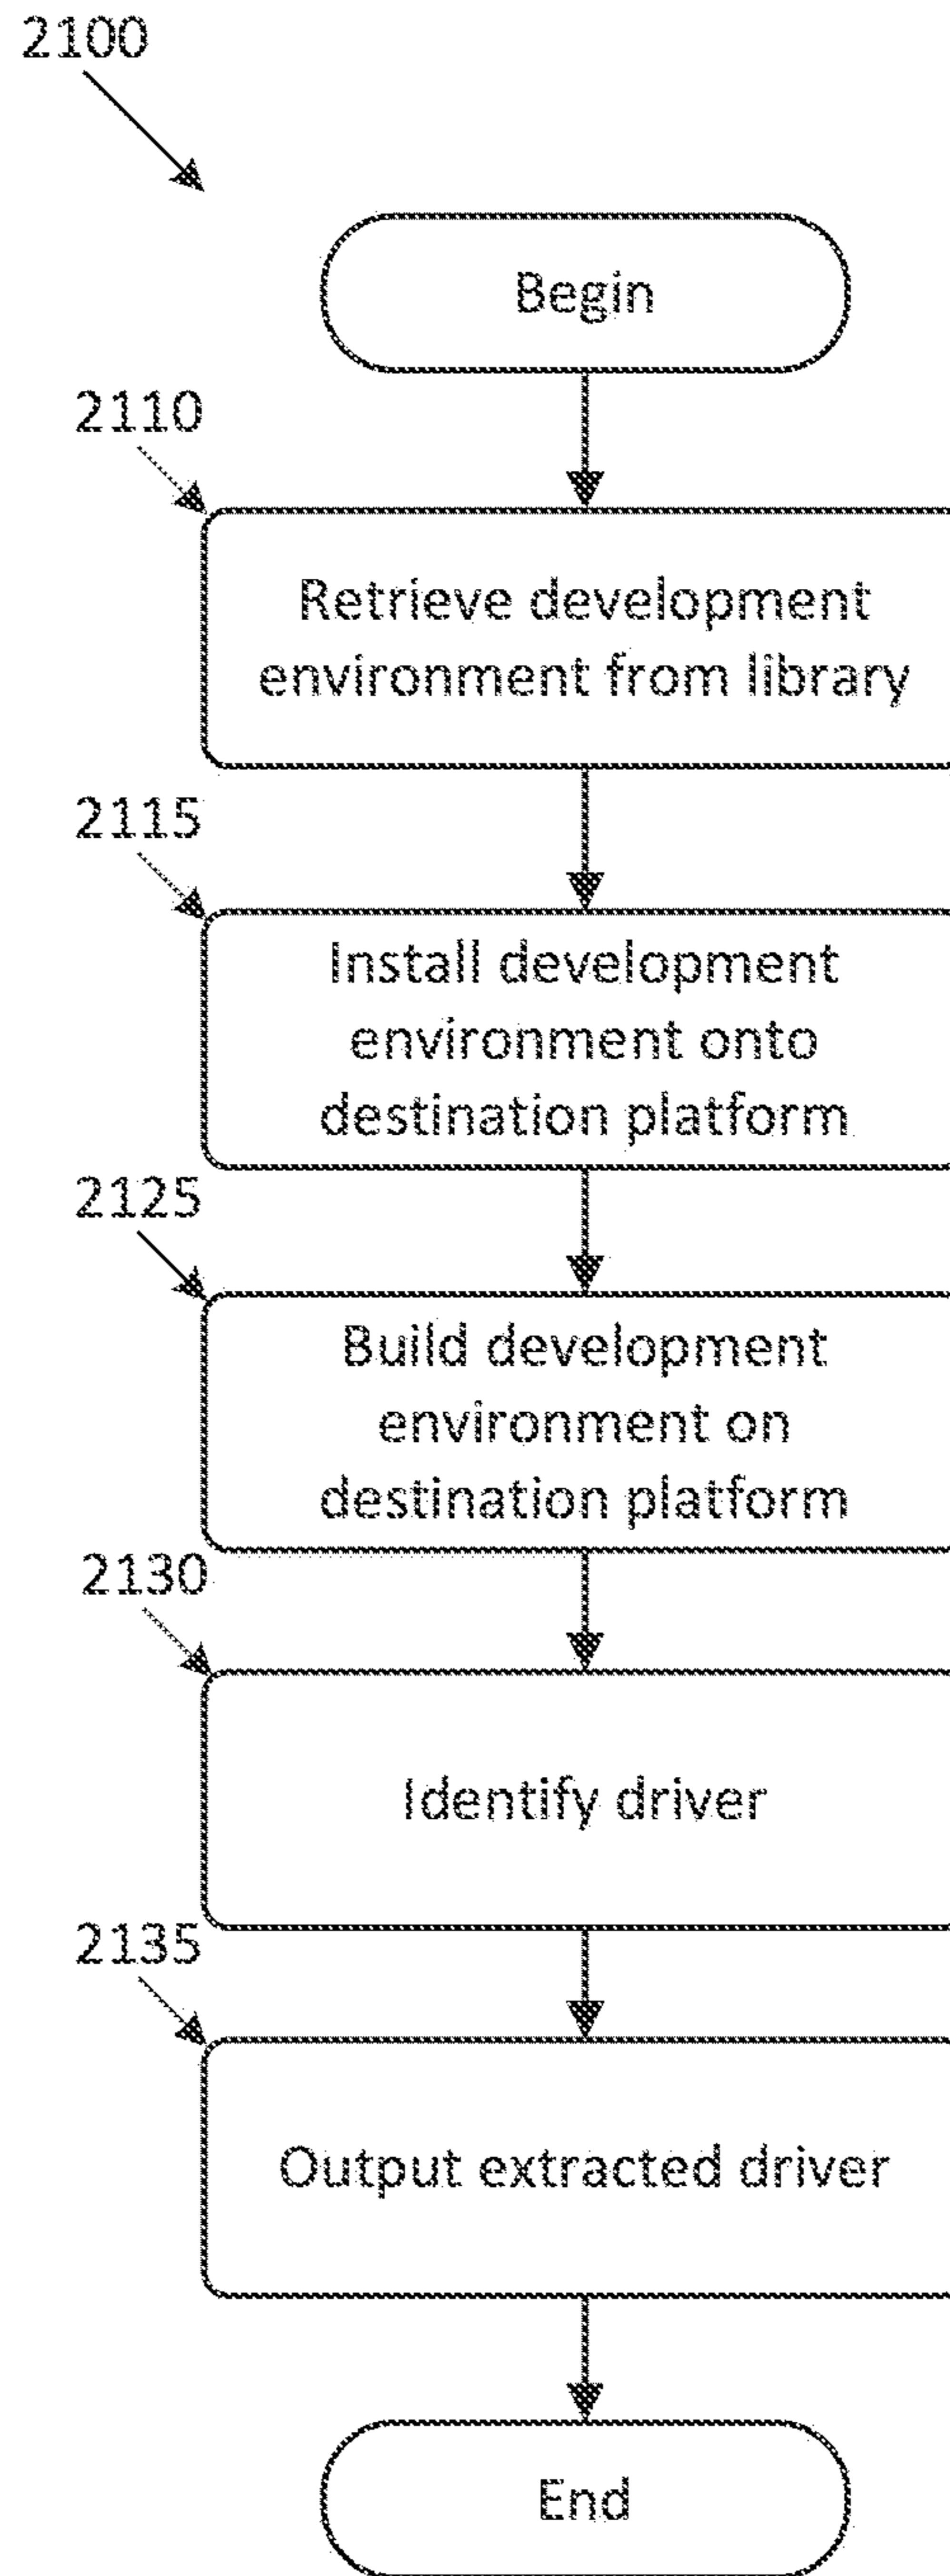 2100
Begin
2110
Retrieve development
environment from library
2115
Install development
environment onto
destination platform
2125
Build development
environment on
destination platform
2130
Identify driver
2135
Output extracted driver
End